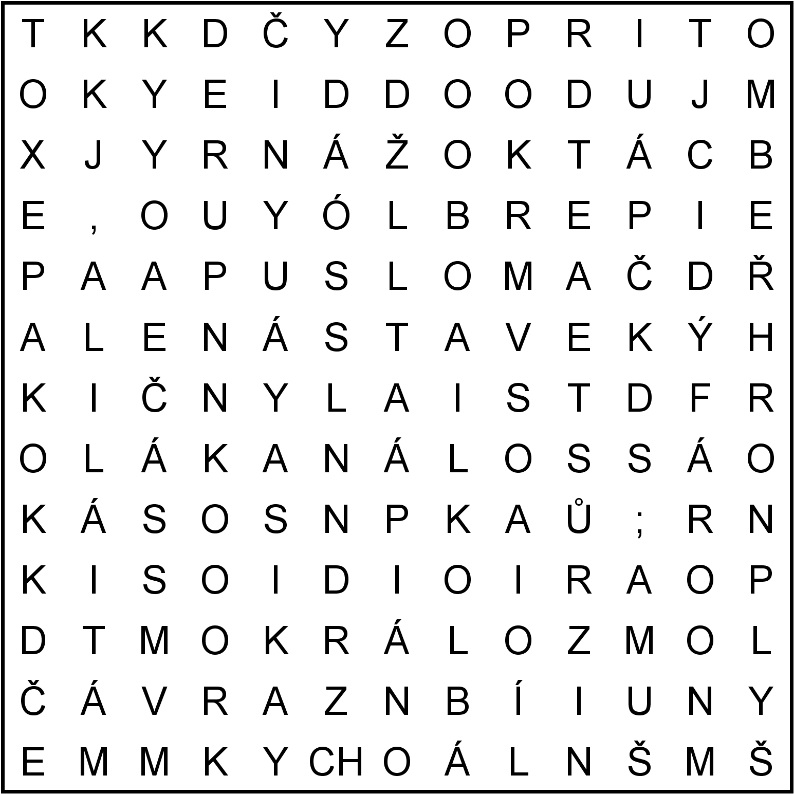 T K K D Č Y Z O P R I T O
O K Y E I D D O O D U J M
X J Y R N Á Ž O K T Á C B
E , O U Y Ó L B R E P I E
P A A P U S L O M A Č D Ř
A L E N Á S T A V E K Ý H
K I Č N Y L A I S T D F R
O L Á K A N Á L O S S Á O
K Á S O S N P K A Ů ; R N
K I S O I D I O I R A O P
D T M O K R Á L O Z M O L
Č Á V R A Z N B Í I U N Y
E M M K Y CH O Á L N Š M Š